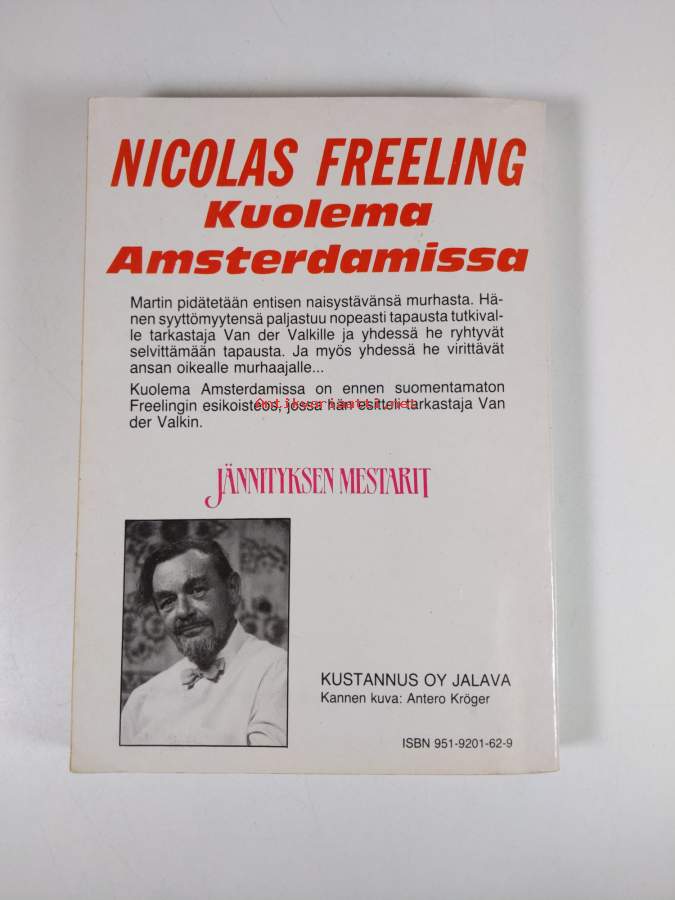 NICOLAS FREELING
Kuolema
Amsterdamissa
Martin pidätetään entisen naisystävänsä murhasta. Hä-
nen syyttömyytensä paljastuu nopeasti tapausta tutkival-
le tarkastaja Van der Valkille ja yhdessä he ryhtyvät
selvittämään tapausta. Ja myös yhdessä he virittävät
ansan oikealle murhaajalle...
Kuolema Amsterdamissa on ennen suomentamaton
Freelingin esikoisteos, jossa hän esitteli tarkastaja Van
der Valkin.
Antikvariaatti.net
JÄNNITYKSEN MESTARIT
KUSTANNUS OY JALAVA
Kannen kuva: Antero Kröger
ISBN 951-9201-62-9